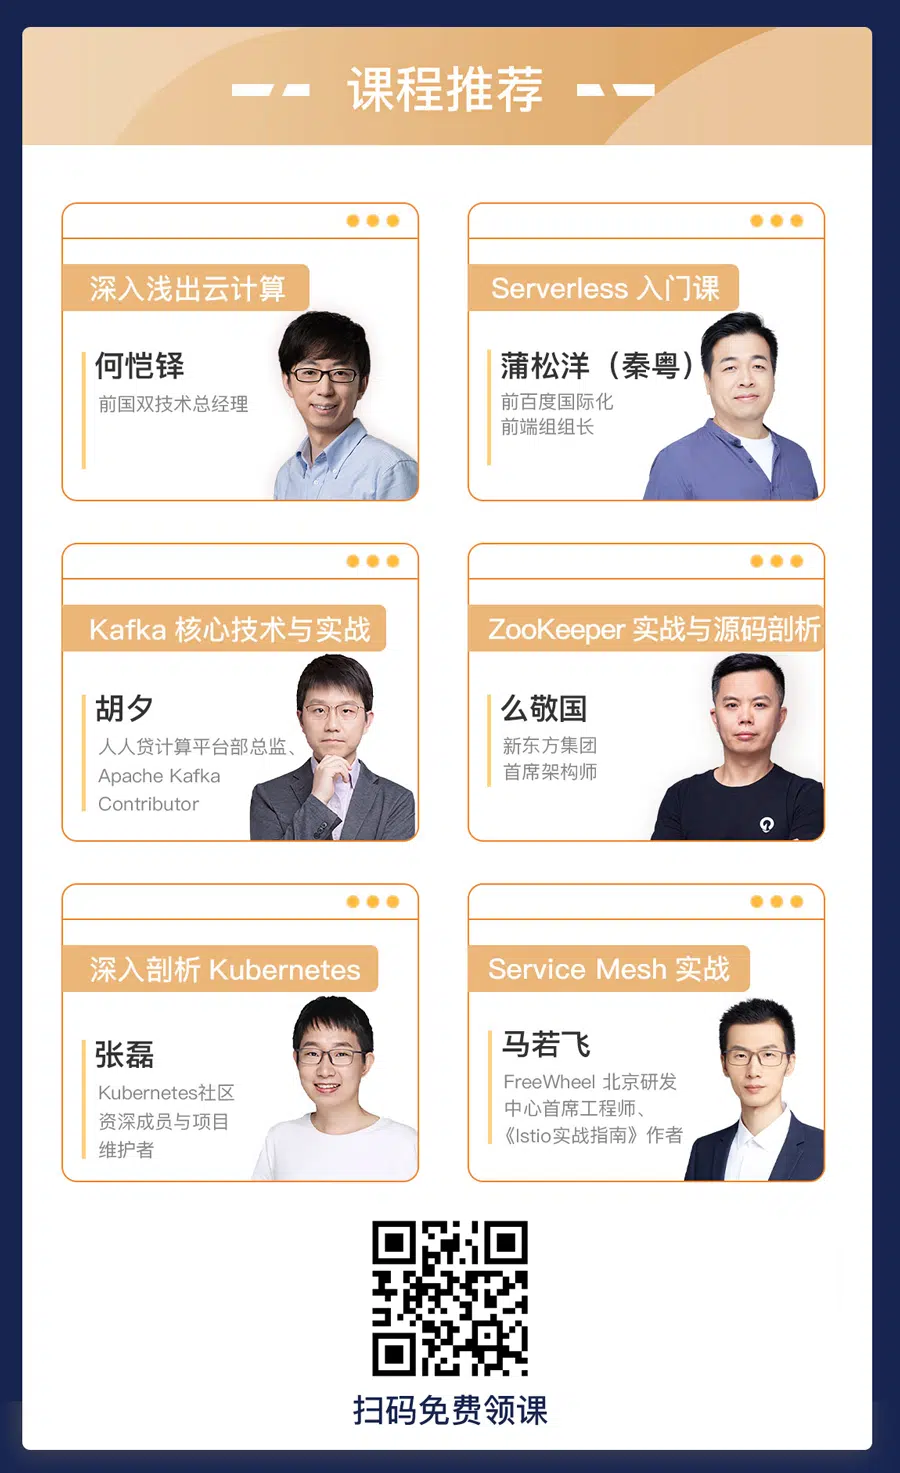 课程推荐
深入浅出云计算
何恺铎
前国双技术总经理
Serverless 入门课
蒲松洋（秦粤）
前百度国际化
前端组组长
Kafka 核心技术与实战
胡夕
人人贷计算平台部总监、
Apache Kafka
Contributor
ZooKeeper 实战与源码剖析
么敬国
新东方集团
首席架构师
深入剖析 Kubernetes
张磊
Kubernetes社区
资深成员与项目
维护者
Service Mesh 实战
马若飞
FreeWheel 北京研发
中心首席工程师、
《Istio实战指南》作者
扫码免费领课